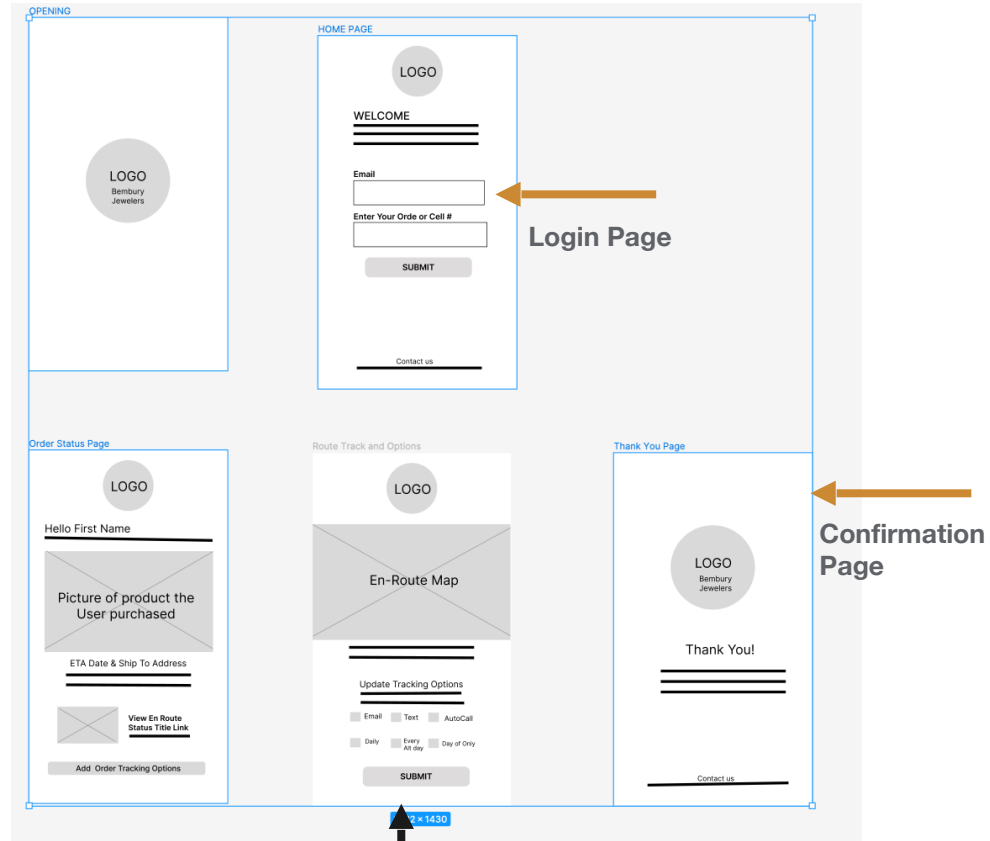 OPENING
LOGO
Bembury
Jewelers
HOME PAGE
LOGO
WELCOME
Email
Enter Your Orde or Cell #
SUBMIT
Contact us
Login Page
Order Status Page
LOGO
Hello First Name
Picture of product the
User purchased
ETA Date & Ship To Address
View En Route
Status Title Link
Add Order Tracking Options
Route Track and Options
LOGO
En-Route Map
Update Tracking Options
Email Text AutoCall
Daily Every Day of Only
Alt day
SUBMIT
Thank You Page
LOGO
Bembury
Jewelers
Thank You!
Contact us
Confirmation
Page
× 1430